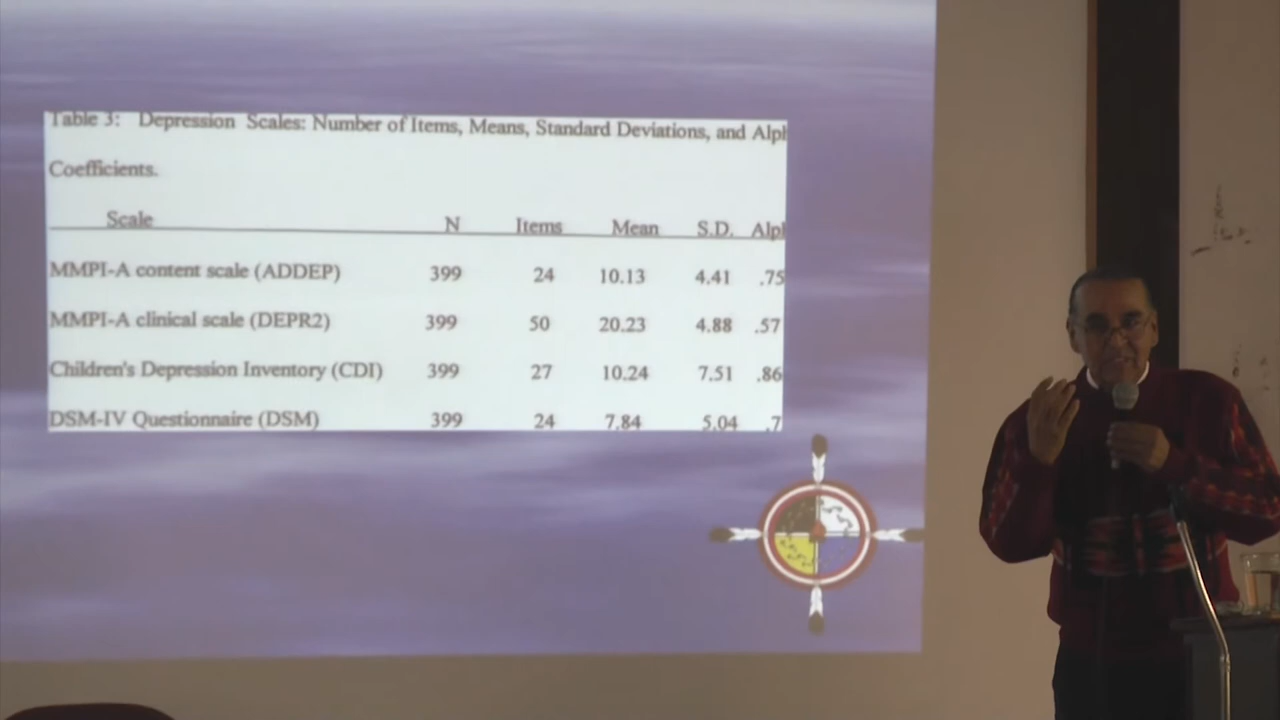 Table 3: Depression Scales: Number of Items, Means, Standard Deviations, and Alph
Coefficients.
Scale N Items Mean S.D. Alph
MMPI-A content scale (ADDEP) 399 24 10.13 4.41 .75
MMPI-A clinical scale (DEPR2) 399 50 20.23 4.88 .57
Children's Depression Inventory (CDI) 399 27 10.24 7.51 .86
DSM-IV Questionnaire (DSM) 399 24 7.84 5.04 .7